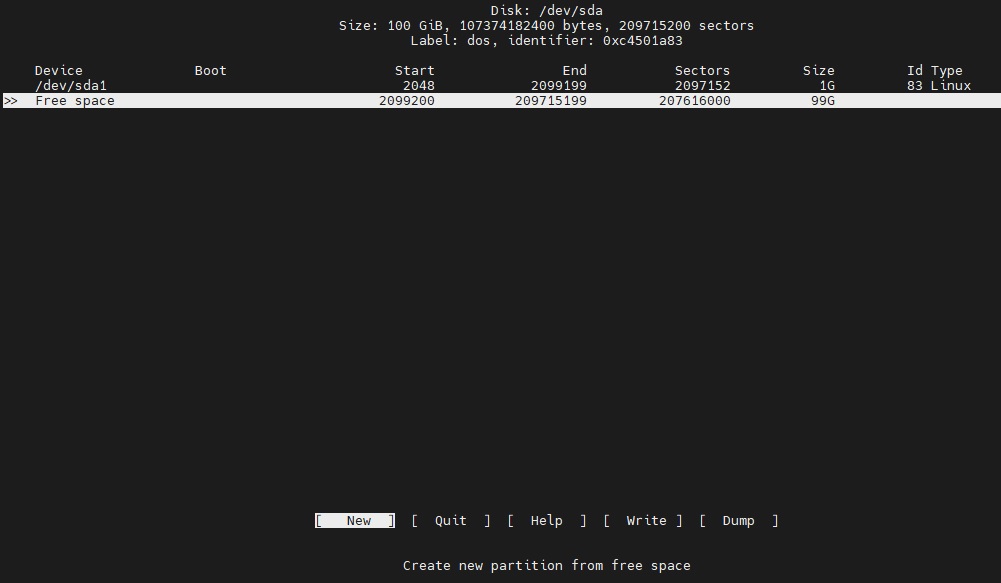 Disk: /dev/sda
Size: 100 GiB, 107374182400 bytes, 209715200 sectors
Label: dos, identifier: 0xc4501a83
Device Boot Start End Sectors Size Id Type
/dev/sda1 2048 2099199 2097152 1G 83 Linux
>> Free space 2099200 209715199 207616000 99G
[ New ] [ Quit ] [ Help ] [ Write ] [ Dump ]
Create new partition from free space